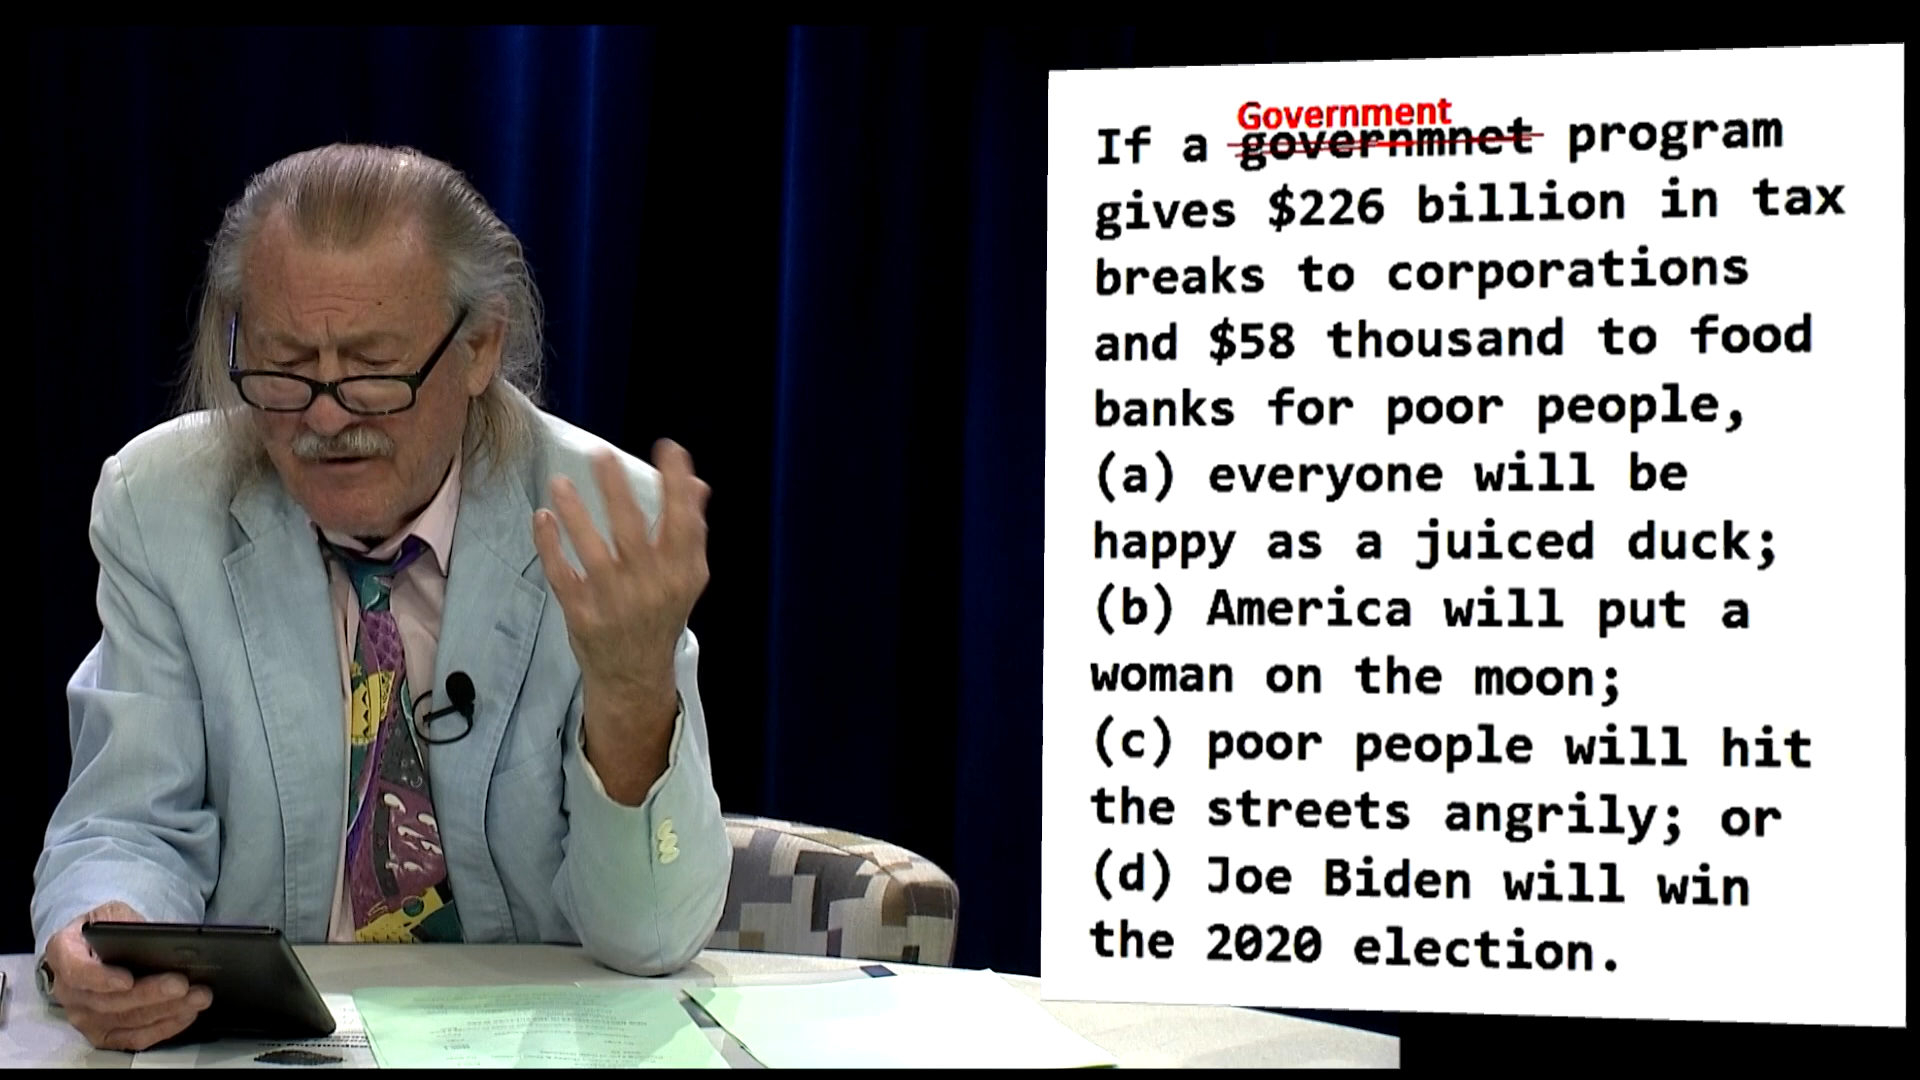 Government
If a governmnet program
gives $226 billion in tax
breaks to corporations
and $58 thousand to food
banks for poor people,
(a) everyone will be
happy as a juiced duck;
(b) America will put a
woman on the moon;
(c) poor people will hit
the streets angrily; or
(d) Joe Biden will win
the 2020 election.